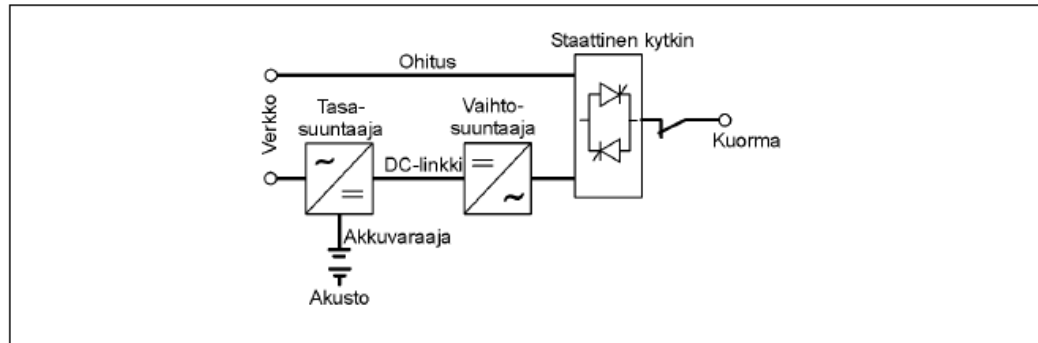 Staattinen kytkin
Ohitus
Verkko
Tasa-
suuntaaja
Vaihto-
suuntaaja
DC-linkki
Kuorma
Akkuvaraaja
Akusto